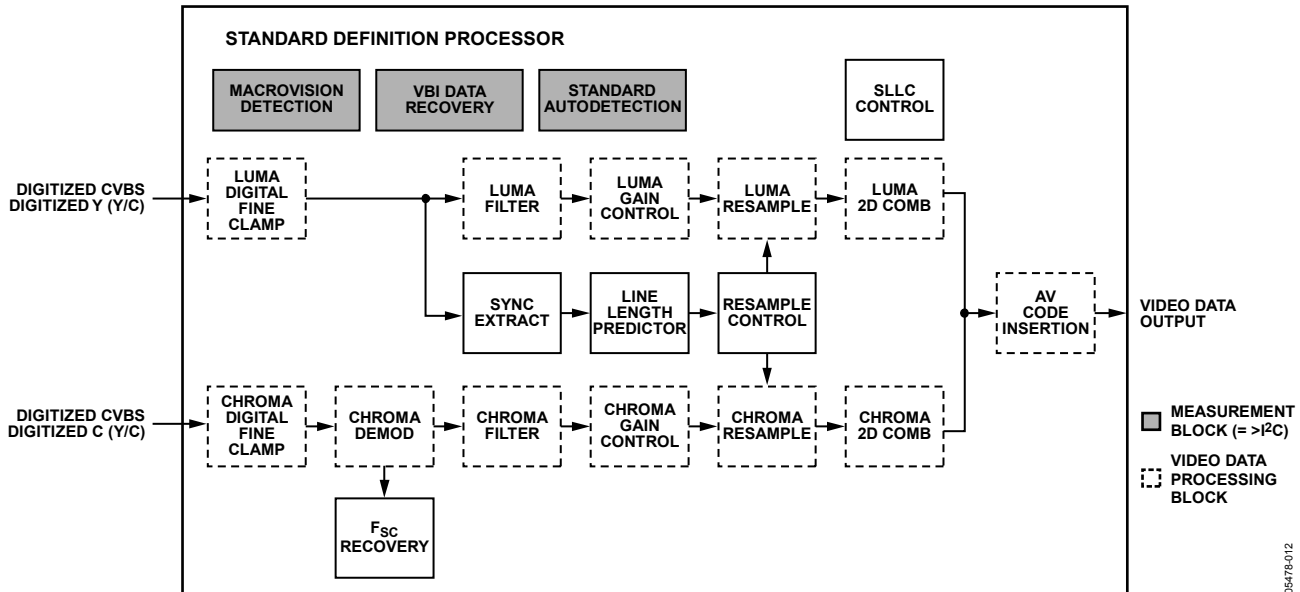 STANDARD DEFINITION PROCESSOR
MACROVISION
DETECTION
VBI DATA
RECOVERY
STANDARD
AUTODETECTION
SLLC
CONTROL
DIGITIZED CVBS
DIGITIZED Y (Y/C)
LUMA
DIGITAL
FINE
CLAMP
LUMA
FILTER
LUMA
GAIN
CONTROL
LUMA
RESAMPLE
LUMA
2D COMB
SYNC
EXTRACT
LINE
LENGTH
PREDICTOR
RESAMPLE
CONTROL
AV
CODE
INSERTION
VIDEO DATA
OUTPUT
DIGITIZED CVBS
DIGITIZED C (Y/C)
CHROMA
DIGITAL
FINE
CLAMP
CHROMA
DEMOD
CHROMA
FILTER
CHROMA
GAIN
CONTROL
CHROMA
RESAMPLE
CHROMA
2D COMB
FSC
RECOVERY
MEASUREMENT
BLOCK (= >I²C)
VIDEO DATA
PROCESSING
BLOCK
05478-012